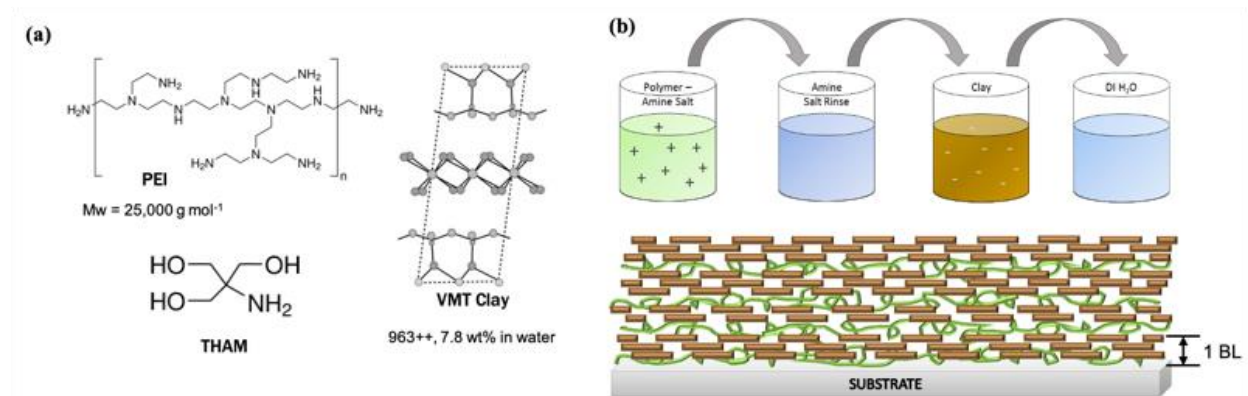 (a)
NH₂
NH₂
H₂N
N
N
H
N
N
H
N
N
H
N
H
NH₂
N
H₂N
NH₂
n
PEI
Mw = 25,000 g mol⁻¹
HO
OH
HO
NH₂
THAM
VMT Clay
963++, 7.8 wt% in water
(b)
Polymer –
Amine Salt
Amine
Salt Rinse
Clay
DI H₂O
1 BL
SUBSTRATE